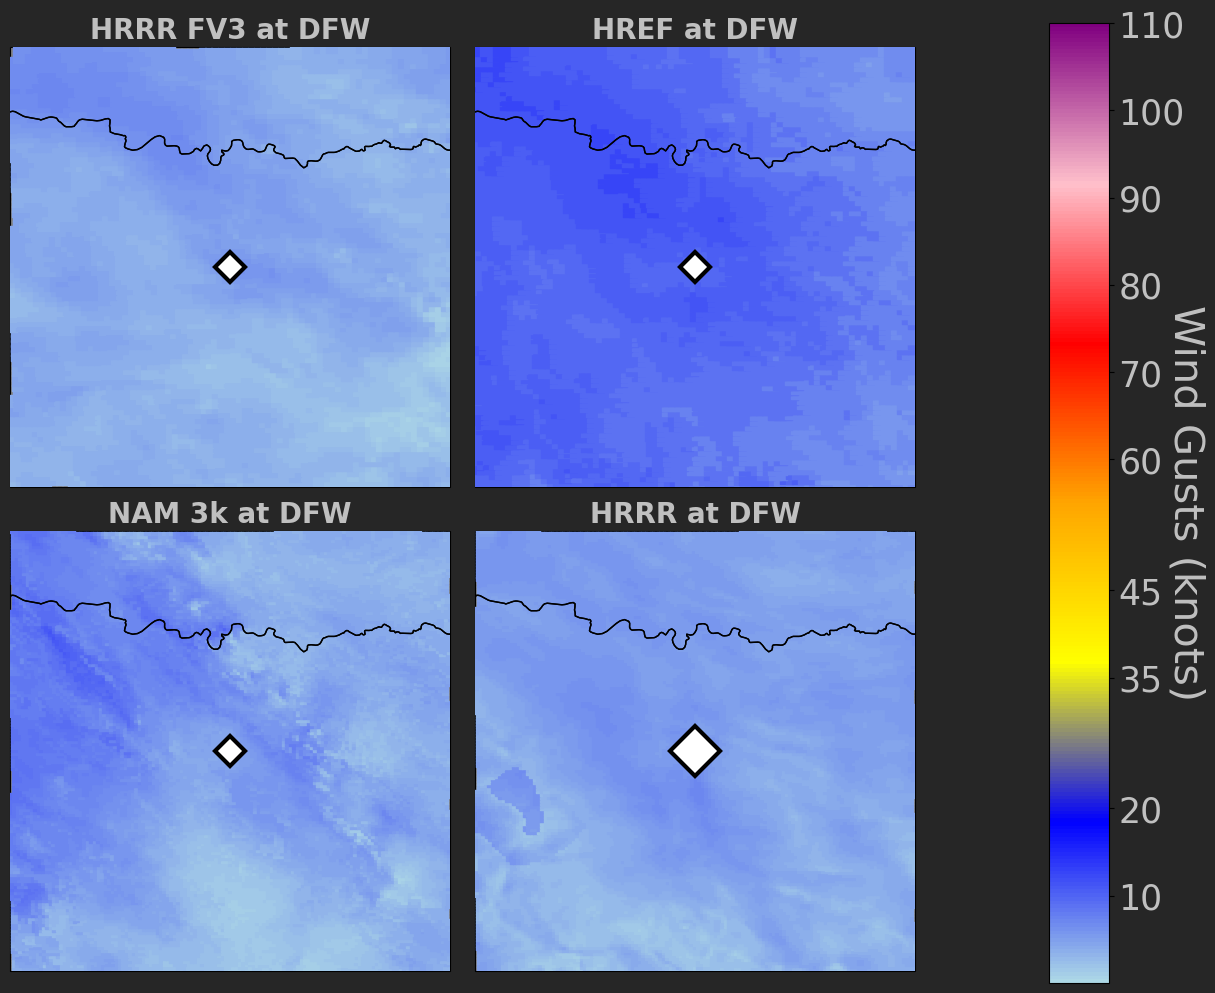 HRRR FV3 at DFW
HREF at DFW
NAM 3k at DFW
HRRR at DFW
110
100
90
80
70
60
45
35
20
10
Wind Gusts (knots)